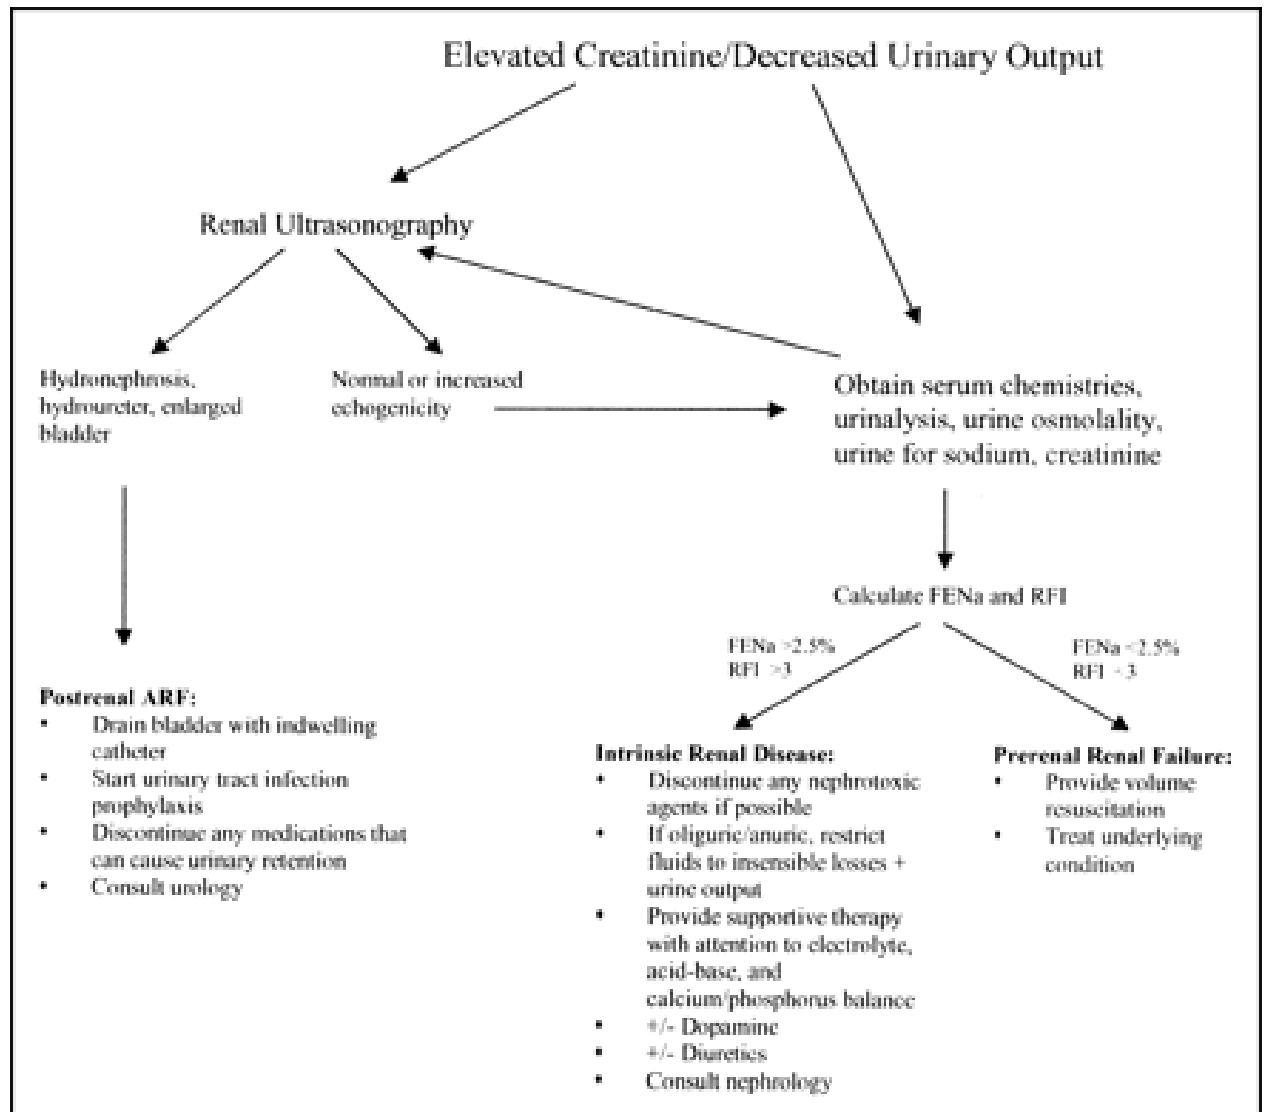 Elevated Creatinine/Decreased Urinary Output
Renal Ultrasonography
Hydronephrosis,
hydroureter, enlarged
bladder
Normal or increased
echogenicity
Obtain serum chemistries,
urinalysis, urine osmolality,
urine for sodium, creatinine
Calculate FENa and RFI
FENa >2.5%
RFI >3
FENa <2.5%
RFI 3
Postrenal ARF:
• Drain bladder with indwelling
catheter
• Start urinary tract infection
prophylaxis
• Discontinue any medications that
can cause urinary retention
• Consult urology
Intrinsic Renal Disease:
• Discontinue any nephrotoxic
agents if possible
• If oliguric/anuric, restrict
fluids to insensible losses +
urine output
• Provide supportive therapy
with attention to electrolyte,
acid-base, and
calcium/phosphorus balance
• +/- Dopamine
• +/- Diuretics
• Consult nephrology
Prerenal Renal Failure:
• Provide volume
resuscitation
• Treat underlying
condition